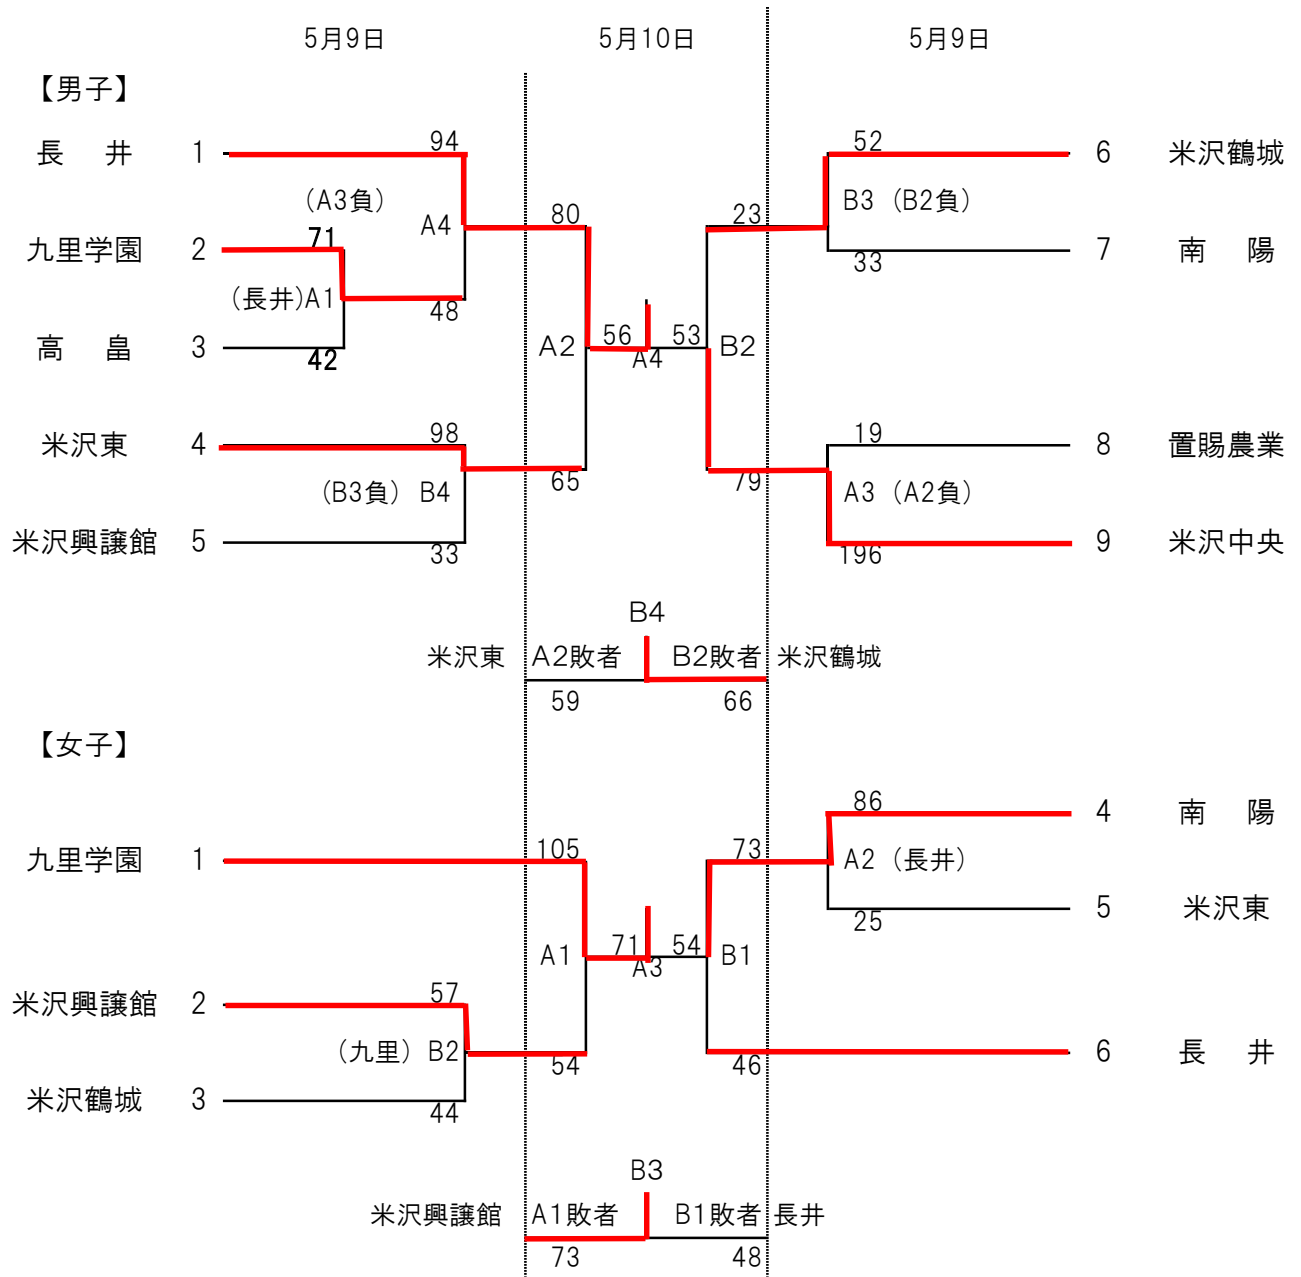 5月9日 5月10日 5月9日
【男子】
長 井 1 94 52 6 米沢鶴城
(A3負) A4 80 23 B3 (B2負)
九里学園 2 71 33 7 南 陽
(長井)A1 48
高 畠 3 42 A2 56 A4 53 B2
米沢東 4 98 19 8 置賜農業
(B3負) B4 65 79 A3 (A2負)
米沢興譲館 5 33 196 9 米沢中央
B4
米沢東 A2敗者 B2敗者 米沢鶴城
59 66
【女子】
86 4 南 陽
九里学園 1 105 73 A2 (長井)
25 5 米沢東
A1 71 A3 54 B1
米沢興譲館 2 57
(九里) B2 54 46 6 長 井
米沢鶴城 3 44
B3
米沢興譲館 A1敗者 B1敗者 長井
73 48